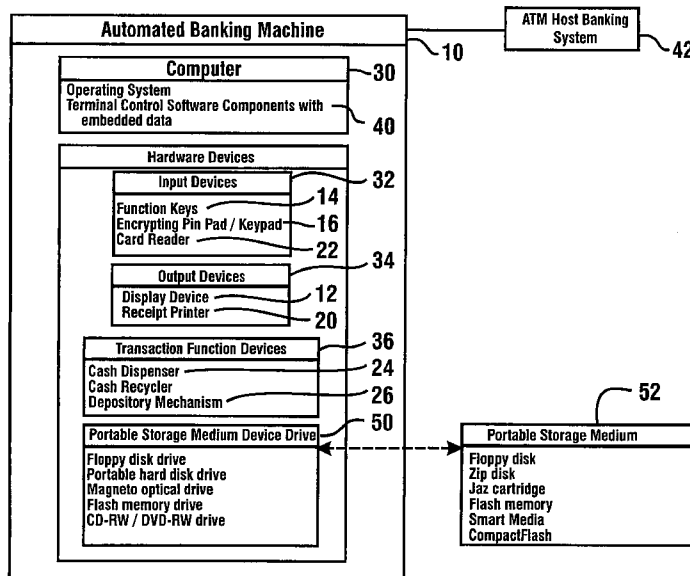 Automated Banking Machine
10
ATM Host Banking
System
42
Computer
30
Operating System
Terminal Control Software Components with
embedded data
40
Hardware Devices
Input Devices
32
Function Keys
14
Encrypting Pin Pad / Keypad
16
Card Reader
22
Output Devices
34
Display Device
12
Receipt Printer
20
Transaction Function Devices
36
Cash Dispenser
24
Cash Recycler
Depository Mechanism
26
Portable Storage Medium Device Drive
50
Floppy disk drive
Portable hard disk drive
Magneto optical drive
Flash memory drive
CD-RW / DVD-RW drive
52
Portable Storage Medium
Floppy disk
Zip disk
Jaz cartridge
Flash memory
Smart Media
CompactFlash